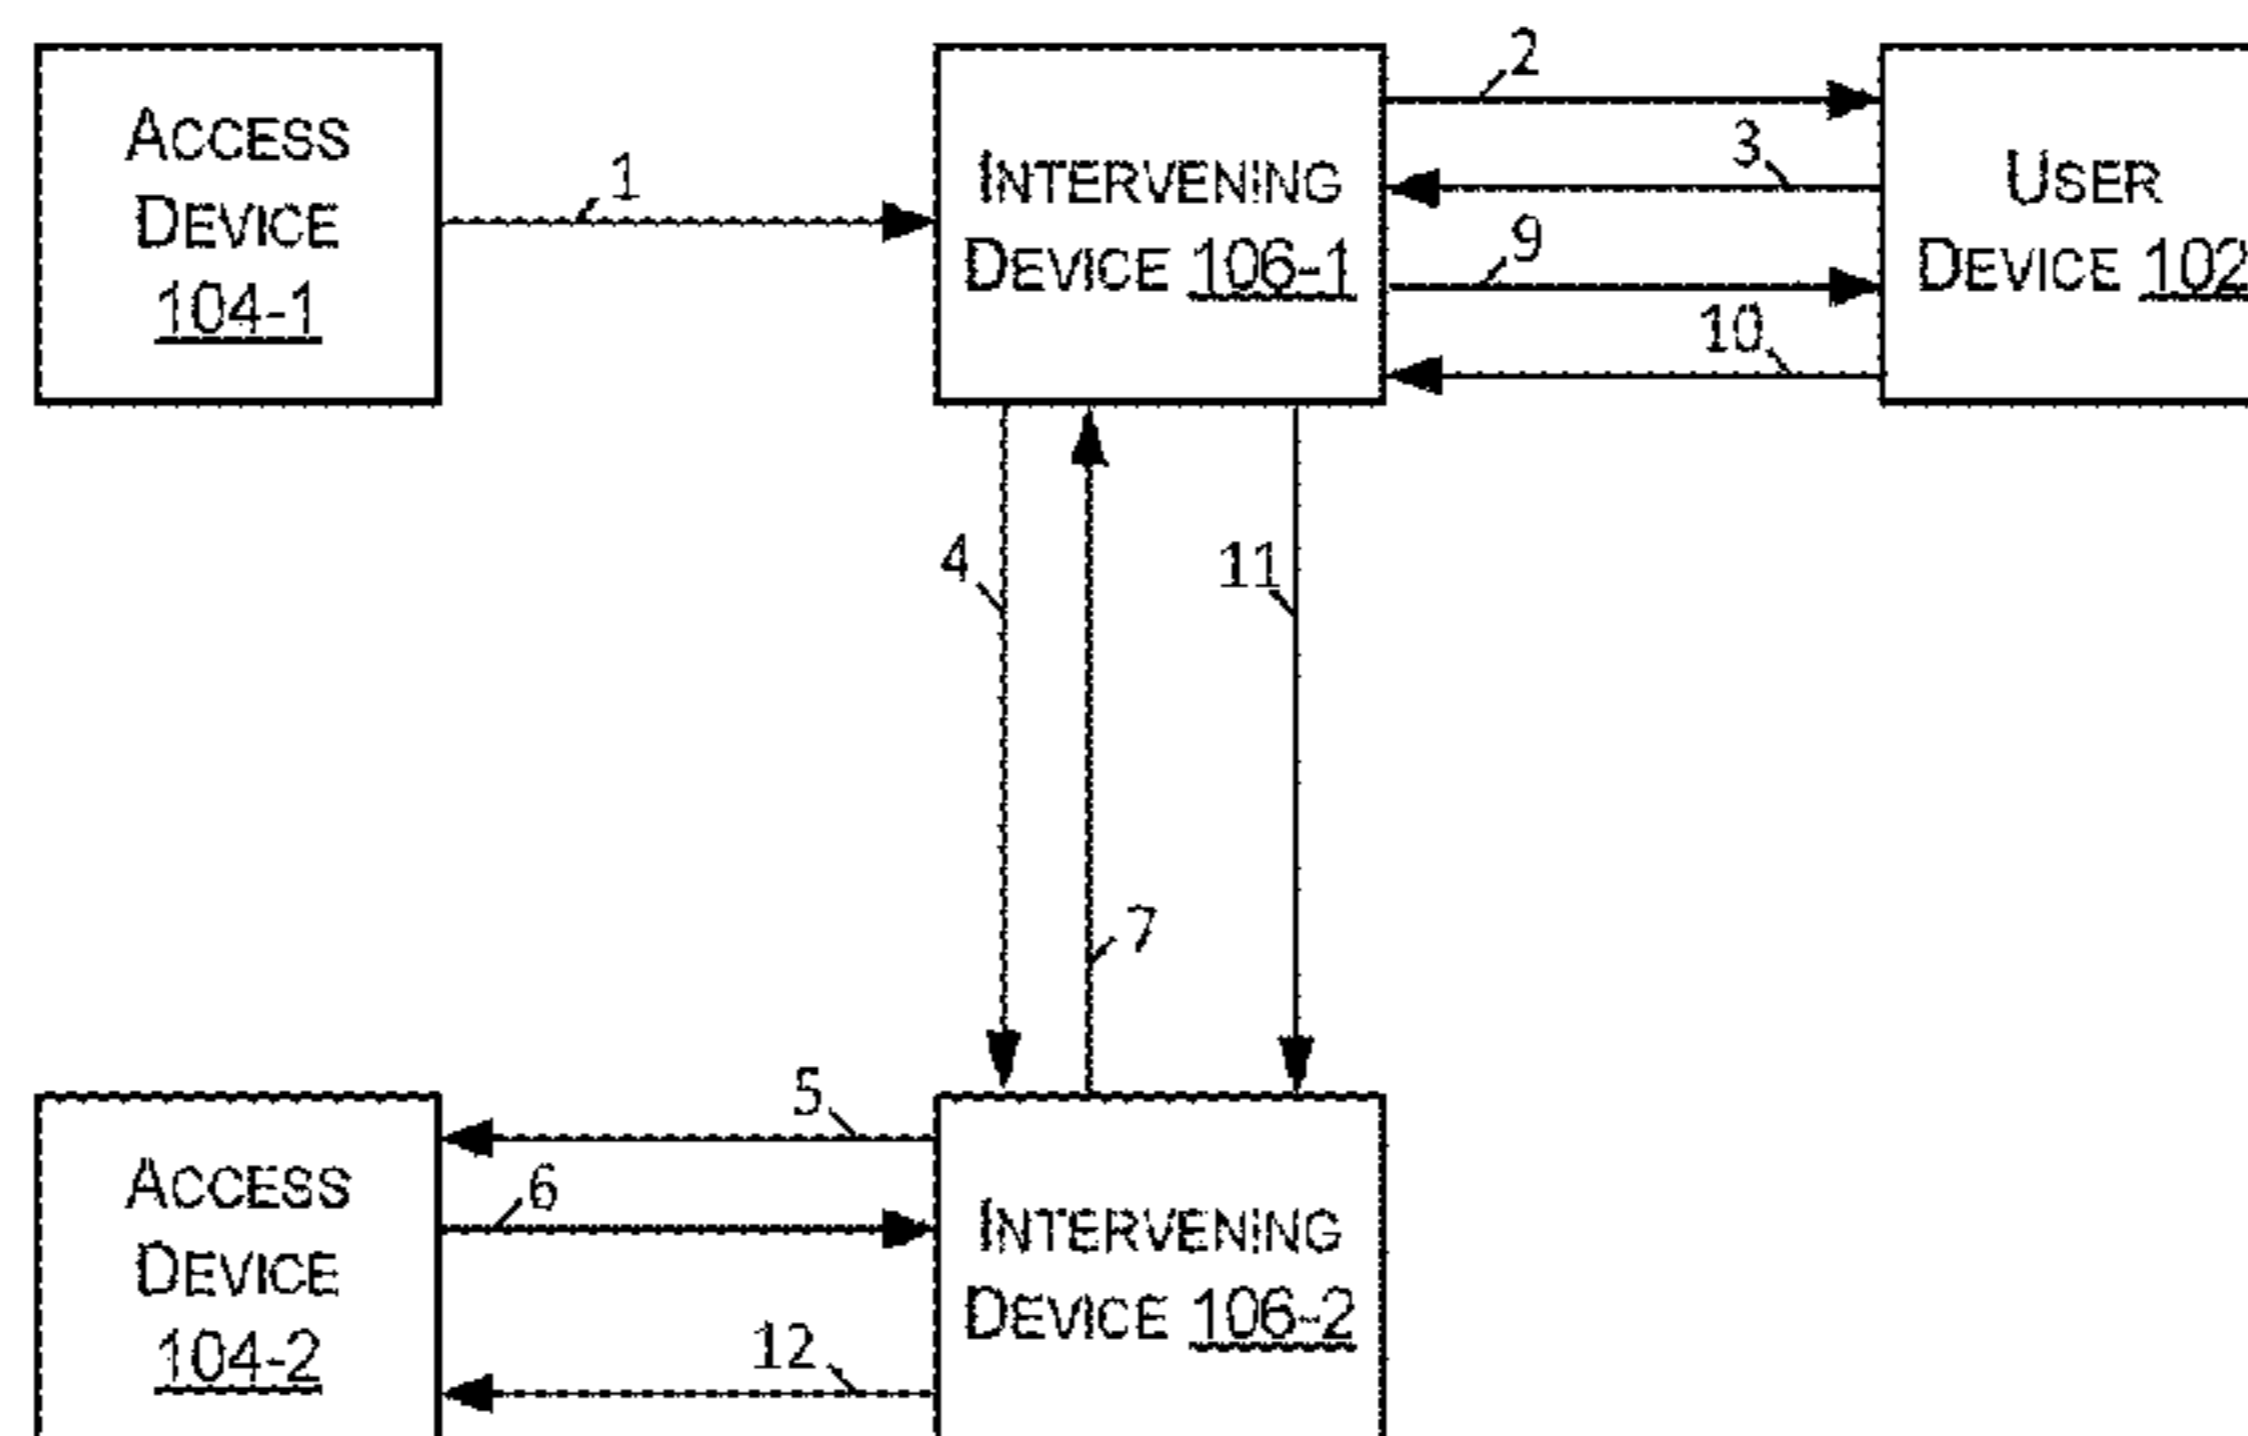 ACCESS
DEVICE
104-1
1
INTERVENING
DEVICE 106-1
2
3
9
10
USER
DEVICE 102
4
11
7
ACCESS
DEVICE
104-2
5
6
12
INTERVENING
DEVICE 106-2